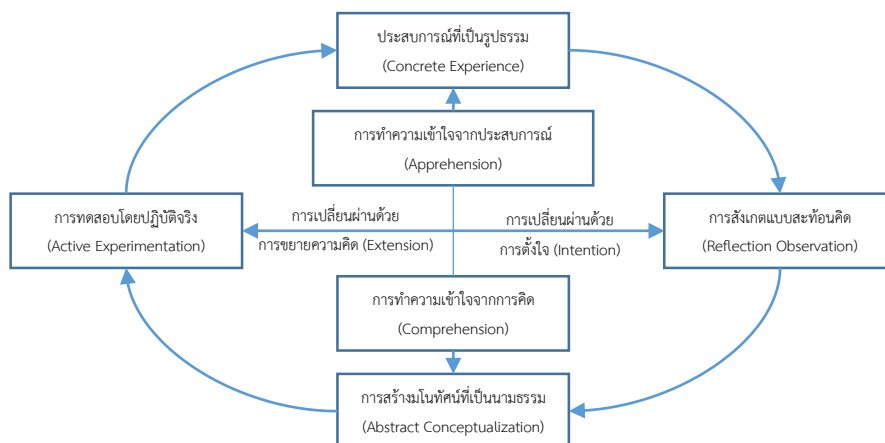 ประสบการณ์ที่เป็นรูปธรรม
(Concrete Experience)
การทำความเข้าใจจากประสบการณ์
(Apprehension)
การทดสอบโดยปฏิบัติจริง
(Active Experimentation)
การเปลี่ยนผ่านด้วย
การขยายความคิด (Extension)
การเปลี่ยนผ่านด้วย
การตั้งใจ (Intention)
การสังเกตแบบสะท้อนคิด
(Reflection Observation)
การทำความเข้าใจจากการคิด
(Comprehension)
การสร้างมโนทัศน์ที่เป็นนามธรรม
(Abstract Conceptualization)